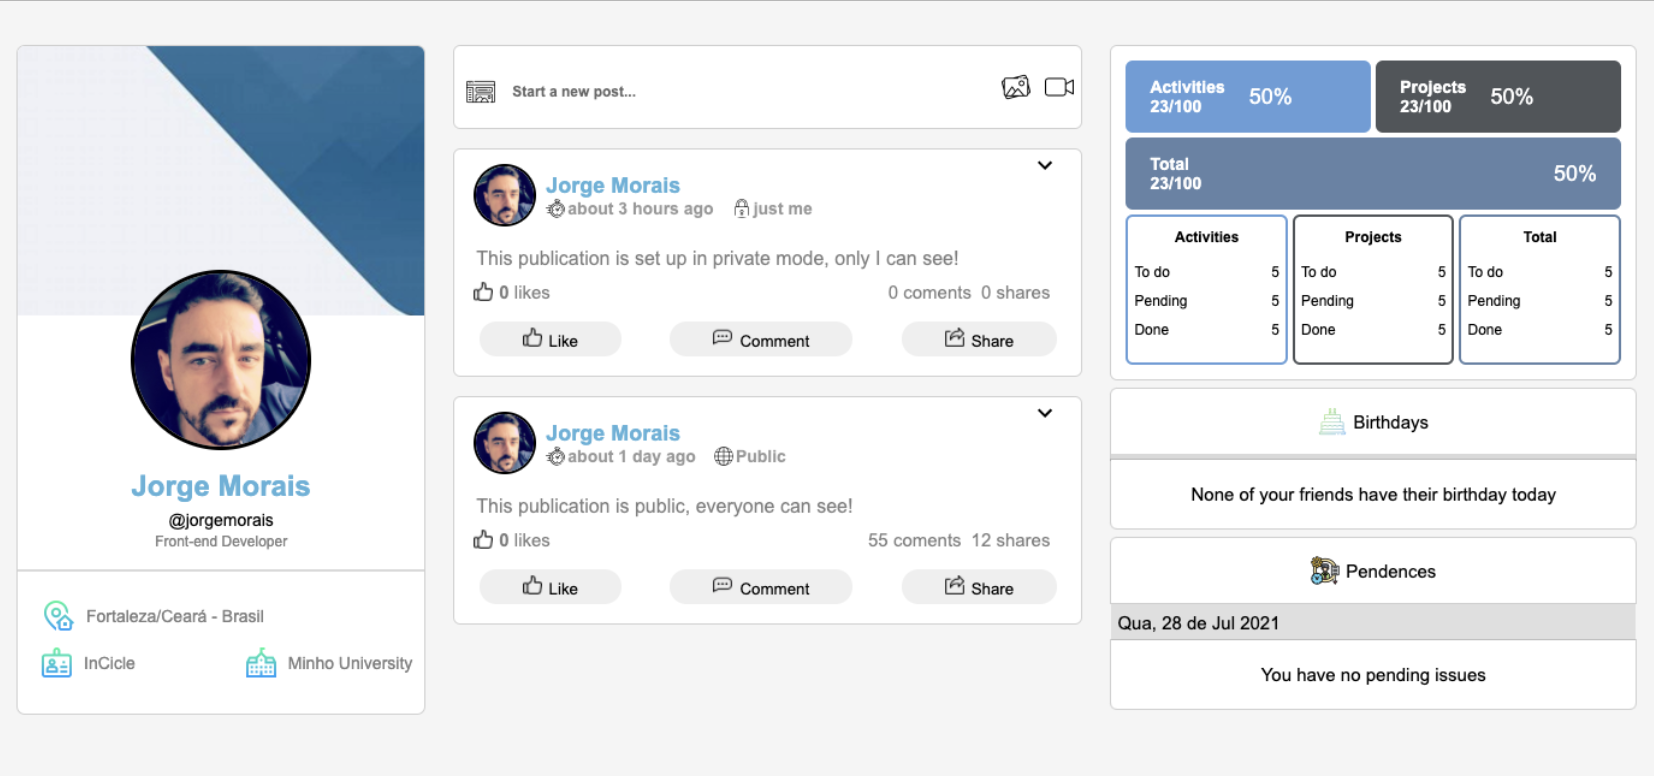 Jorge Morais
@jorgemorais
Front-end Developer
Fortaleza/Ceará - Brasil
InCicle Minho University
Start a new post...
Jorge Morais
about 3 hours ago just me
This publication is set up in private mode, only I can see!
0 likes 0 coments 0 shares
Like Comment Share
Jorge Morais
about 1 day ago Public
This publication is public, everyone can see!
0 likes 55 coments 12 shares
Like Comment Share
Activities
23/100
50%
Projects
23/100
50%
Total
23/100
50%
Activities
To do 5
Pending 5
Done 5
Projects
To do 5
Pending 5
Done 5
Total
To do 5
Pending 5
Done 5
Birthdays
None of your friends have their birthday today
Pendences
Qua, 28 de Jul 2021
You have no pending issues